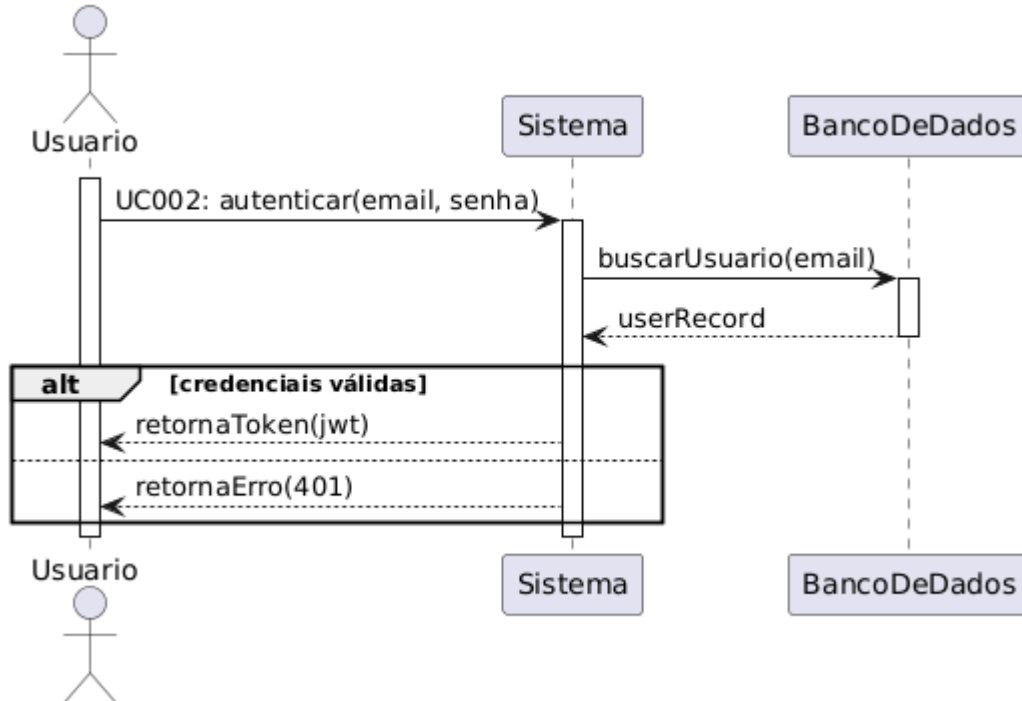 Usuario
Sistema
BancoDeDados
UC002: autenticar(email, senha)
buscarUsuario(email)
userRecord
alt
[credenciais válidas]
retornaToken(jwt)
retornaErro(401)
Usuario
Sistema
BancoDeDados